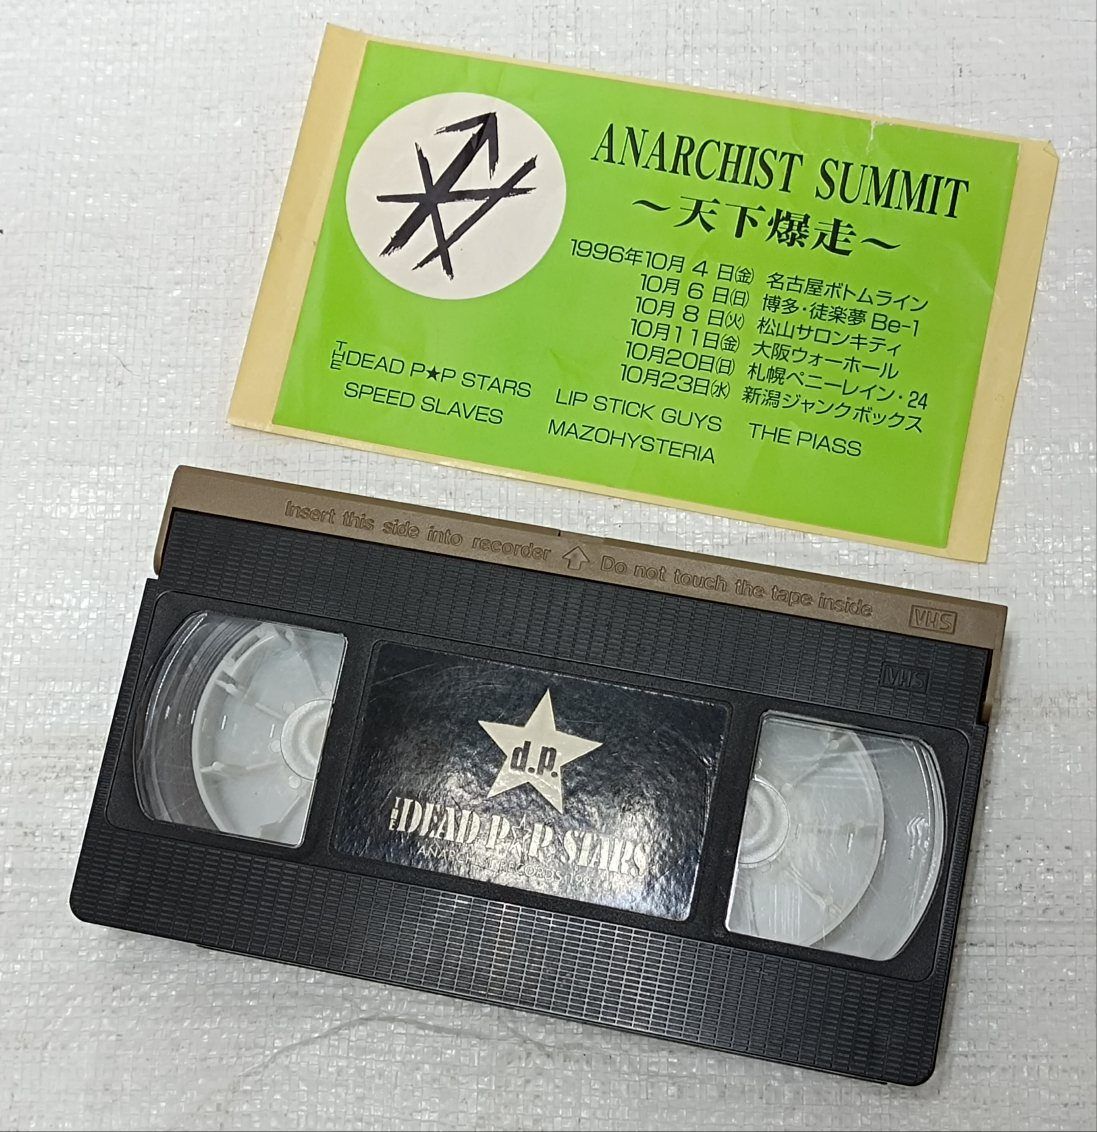 ANARCHIST SUMMIT
～天下爆走～
1996年10月 4 日㈮ 名古屋ボトムライン
10月 6 日㈰ 博多・徒楽夢 Be-1
10月 8 日㈫ 松山サロンキティ
10月11日㈮ 大阪ウォーホール
10月20日㈰ 札幌ペニーレイン・24
10月23日㈬ 新潟ジャンクボックス
THE DEAD P★P STARS LIP STICK GUYS THE PIASS
SPEED SLAVES MAZOHYSTERIA
Insert this side into recorder Do not touch the tape inside VHS
VHS
d.p.
THE DEAD P★P STARS